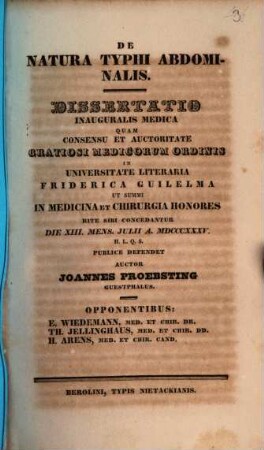 9
DE
NATURA TYPHI ABDOMI-
NALIS.
DISSERTATIO
INAUGURALIS MEDICA
QUAM
CONSENSU ET AUCTORITATE
GRATIOSI MEDICORUM ORDINIS
IN
UNIVERSITATE LITERARIA
FRIDERICA GUILELMA
UT SUMMI
IN MEDICINA ET CHIRURGIA HONORES
RITE SIBI CONCEDANTUR
DIE XIII. MENS. JULII A. MDCCCXXXV.
H. L. Q. S.
PUBLICE DEFENDET
AUCTOR
JOANNES PROEBSTING
GUESTPHALUS.
OPPONENTIBUS:
E. WIEDEMANN, MED. ET CHIR. DR.
TH. JELLINGHAUS, MED. ET CHIR. DD.
H. ARENS, MED. ET CHIR. CAND.
BEROLINI, TYPIS NIETACKIANIS.